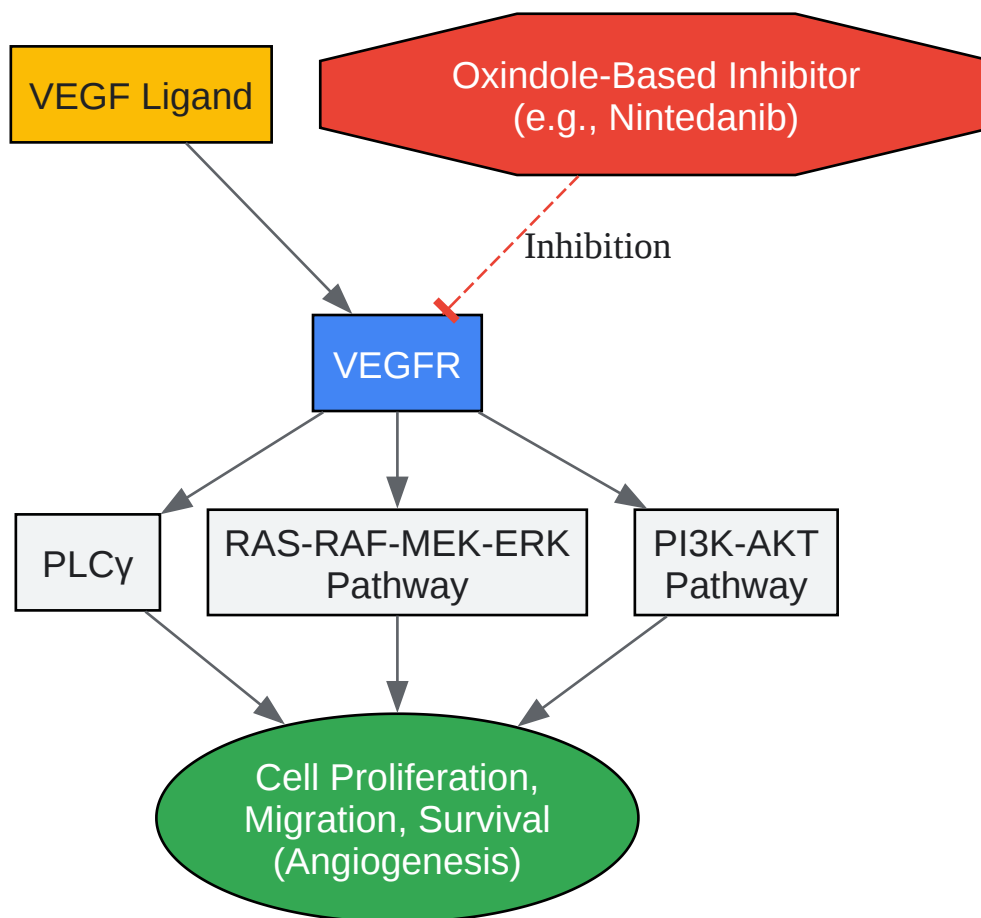 VEGF Ligand
Oxindole-Based Inhibitor
(e.g., Nintedanib)
Inhibition
VEGFR
PLCγ
RAS-RAF-MEK-ERK
Pathway
PI3K-AKT
Pathway
Cell Proliferation,
Migration, Survival
(Angiogenesis)